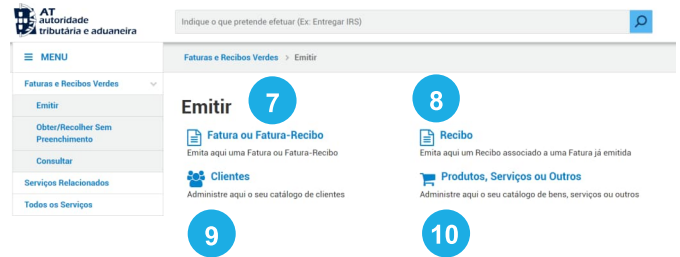 AT
autoridade
tributária e aduaneira
Indique o que pretende efetuar (Ex: Entregar IRS)
MENU
Faturas e Recibos Verdes > Emitir
Faturas e Recibos Verdes
Emitir
Obter/Recolher Sem
Preenchimento
Consultar
Serviços Relacionados
Todos os Serviços
Emitir
7
8
Fatura ou Fatura-Recibo
Recibo
Emita aqui uma Fatura ou Fatura-Recibo
Emita aqui um Recibo associado a uma Fatura já emitida
Clientes
Produtos, Serviços ou Outros
Administre aqui o seu catálogo de clientes
Administre aqui o seu catálogo de bens, serviços ou outros
9
10